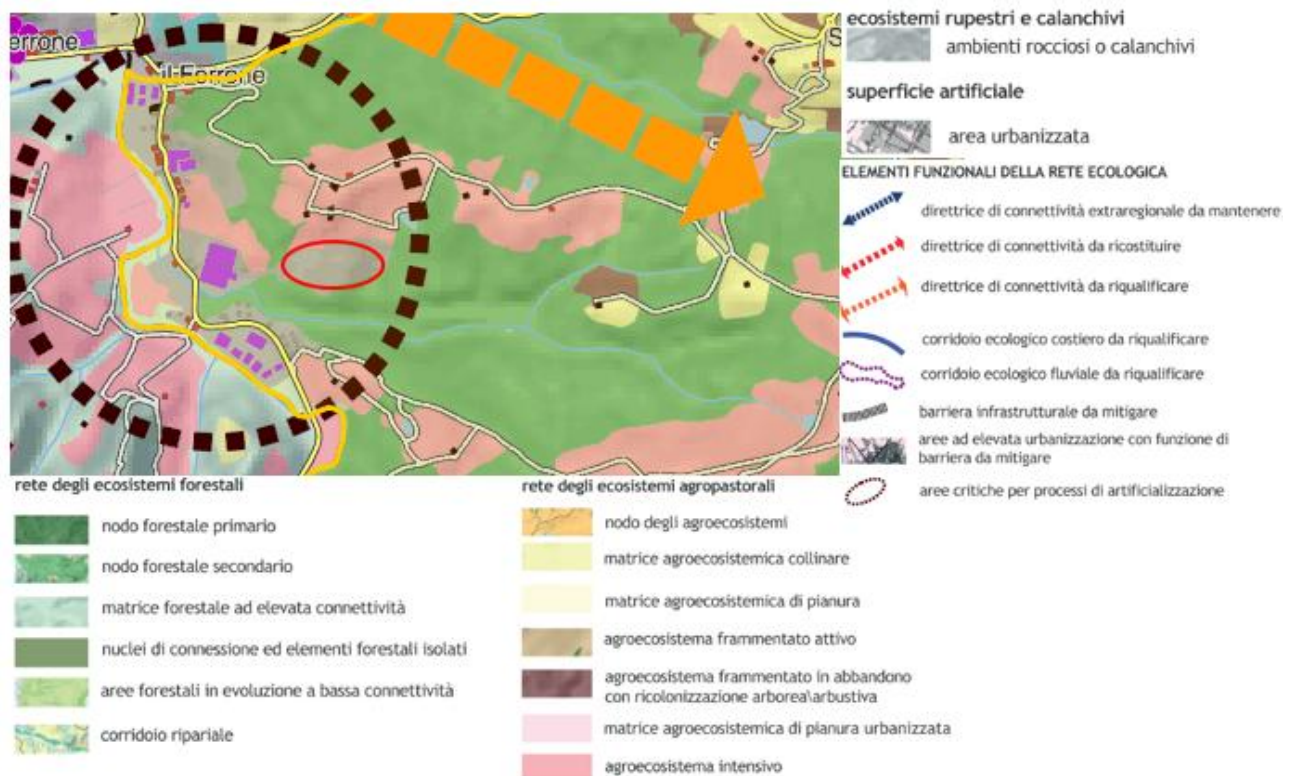 errone
il Ferrone
S
ecosistemi rupestri e calanchivi
ambienti rocciosi o calanchivi
superficie artificiale
area urbanizzata
ELEMENTI FUNZIONALI DELLA RETE ECOLOGICA
direttrice di connettività extraregionale da mantenere
direttrice di connettività da ricostituire
direttrice di connettività da riqualificare
corridoio ecologico costiero da riqualificare
corridoio ecologico fluviale da riqualificare
barriera infrastrutturale da mitigare
aree ad elevata urbanizzazione con funzione di
barriera da mitigare
aree critiche per processi di artificializzazione
rete degli ecosistemi forestali
nodo forestale primario
nodo forestale secondario
matrice forestale ad elevata connettività
nuclei di connessione ed elementi forestali isolati
aree forestali in evoluzione a bassa connettività
corridoio ripariale
rete degli ecosistemi agropastorali
nodo degli agroecosistemi
matrice agroecosistemica collinare
matrice agroecosistemica di pianura
agroecosistema frammentato attivo
agroecosistema frammentato in abbandono
con ricolonizzazione arborea\arbustiva
matrice agroecosistemica di pianura urbanizzata
agroecosistema intensivo